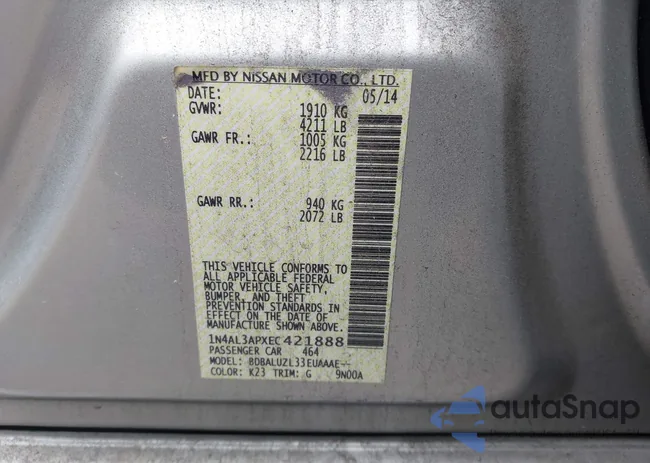 MFD BY NISSAN MOTOR CO., LTD.
DATE: 05/14
GVWR: 1910 KG
4211 LB
GAWR FR.: 1005 KG
2216 LB
GAWR RR.: 940 KG
2072 LB
THIS VEHICLE CONFORMS TO
ALL APPLICABLE FEDERAL
MOTOR VEHICLE SAFETY,
BUMPER, AND THEFT
PREVENTION STANDARDS IN
EFFECT ON THE DATE OF
MANUFACTURE SHOWN ABOVE.
1N4AL3APXEC421888
PASSENGER CAR 464
MODEL: BDBALUZL33EUAAAE--
COLOR: K23 TRIM: G 9N00A
autoSnap